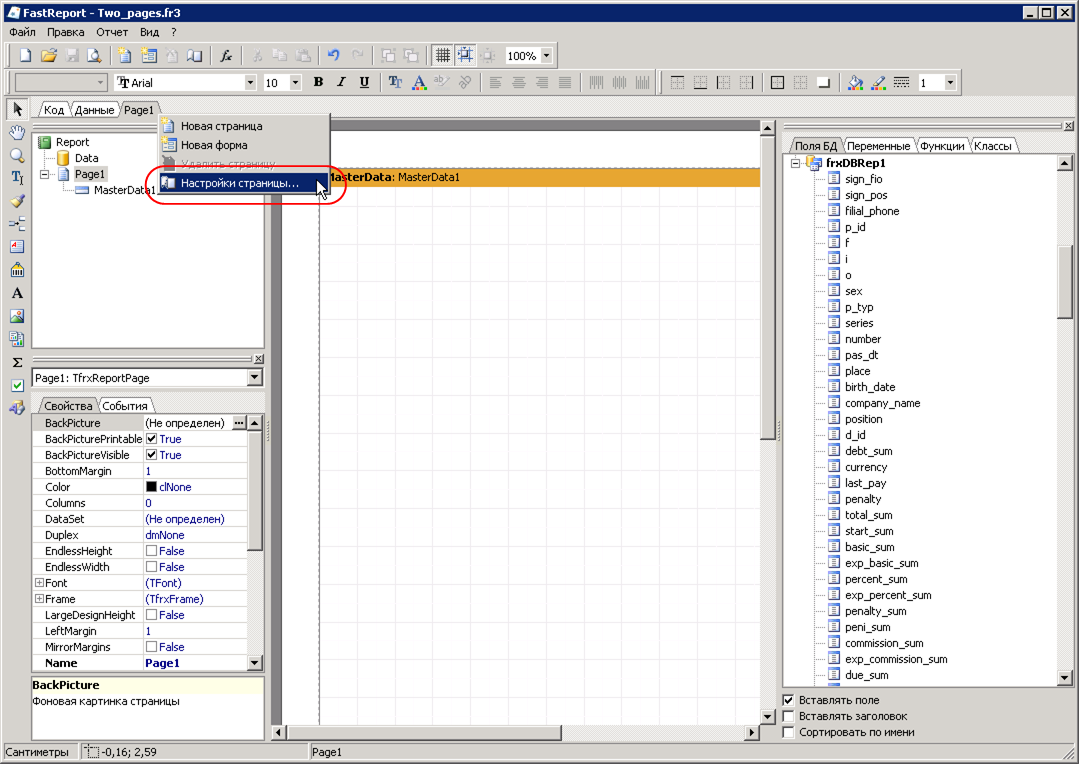 FastReport - Two_pages.fr3
Файл Правка Отчет Вид ?
100%
Arial 10 B I U 1
Код Данные Page1
Новая страница
Новая форма
Удалить страницу
Настройки страницы...
Report
Data
Page1
MasterData1
MasterData: MasterData1
Page1: TfrxReportPage
Свойства События
BackPicture (Не определен)
BackPicturePrintable True
BackPictureVisible True
BottomMargin 1
Color clNone
Columns 0
DataSet (Не определен)
Duplex dmNone
EndlessHeight False
EndlessWidth False
Font (TFont)
Frame (TfrxFrame)
LargeDesignHeight False
LeftMargin 1
MirrorMargins False
Name Page1
BackPicture
Фоновая картинка страницы
Поля БД Переменные Функции Классы
frxDBRep1
sign_fio
sign_pos
filial_phone
p_id
f
i
o
sex
p_typ
series
number
pas_dt
place
birth_date
company_name
position
d_id
debt_sum
currency
last_pay
penalty
total_sum
start_sum
basic_sum
exp_basic_sum
percent_sum
exp_percent_sum
penalty_sum
peni_sum
commission_sum
exp_commission_sum
due_sum
Вставлять поле
Вставлять заголовок
Сортировать по имени
Сантиметры -0,16; 2,59 Page1